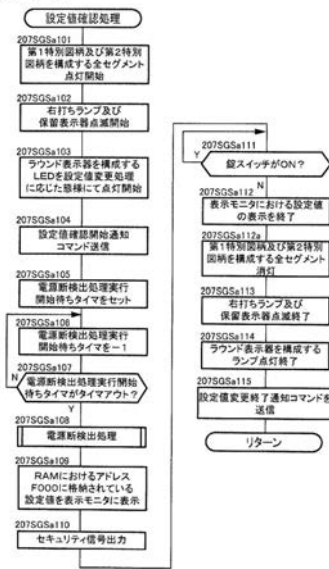 設定値確認処理
207SGSa101
第1特別図柄及び第2特別
図柄を構成する全セグメント
点灯開始
207SGSa102
右打ちランプ及び
保留表示器点滅開始
207SGSa103
ラウンド表示器を構成する
LEDを設定値変更処理
に応じた態様にて点灯開始
207SGSa104
設定値確認開始通知
コマンド送信
207SGSa105
電源断検出処理実行
開始待ちタイマをセット
207SGSa106
電源断検出処理実行
開始待ちタイマを-1
207SGSa107
N
電源断検出処理実行開始
待ちタイマがタイマアウト?
Y
207SGSa108
電源断検出処理
207SGSa109
RAMにおけるアドレス
F000に格納されている
設定値を表示モニタに表示
207SGSa110
セキュリティ信号出力
207SGSa111
Y
錠スイッチがON?
N
207SGSa112
表示モニタにおける設定値
の表示を終了
207SGSa112a
第1特別図柄及び第2特別
図柄を構成する全セグメント
消灯
207SGSa113
右打ちランプ及び
保留表示器点滅終了
207SGSa114
ラウンド表示器を構成する
ランプ点灯終了
207SGSa115
設定値変更終了通知コマンドを
送信
リターン